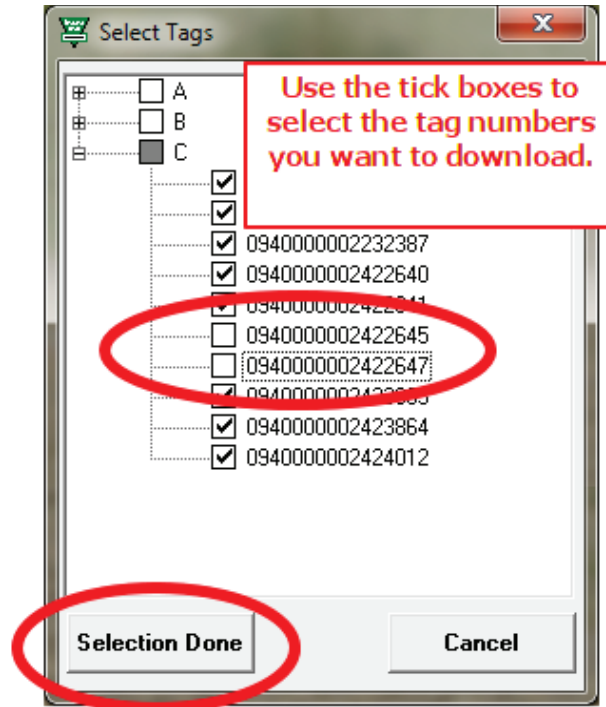 Select Tags
A
B
C
Use the tick boxes to
select the tag numbers
you want to download.
0940000002232387
0940000002422640
0940000002422645
0940000002422647
0940000002423864
0940000002424012
Selection Done
Cancel